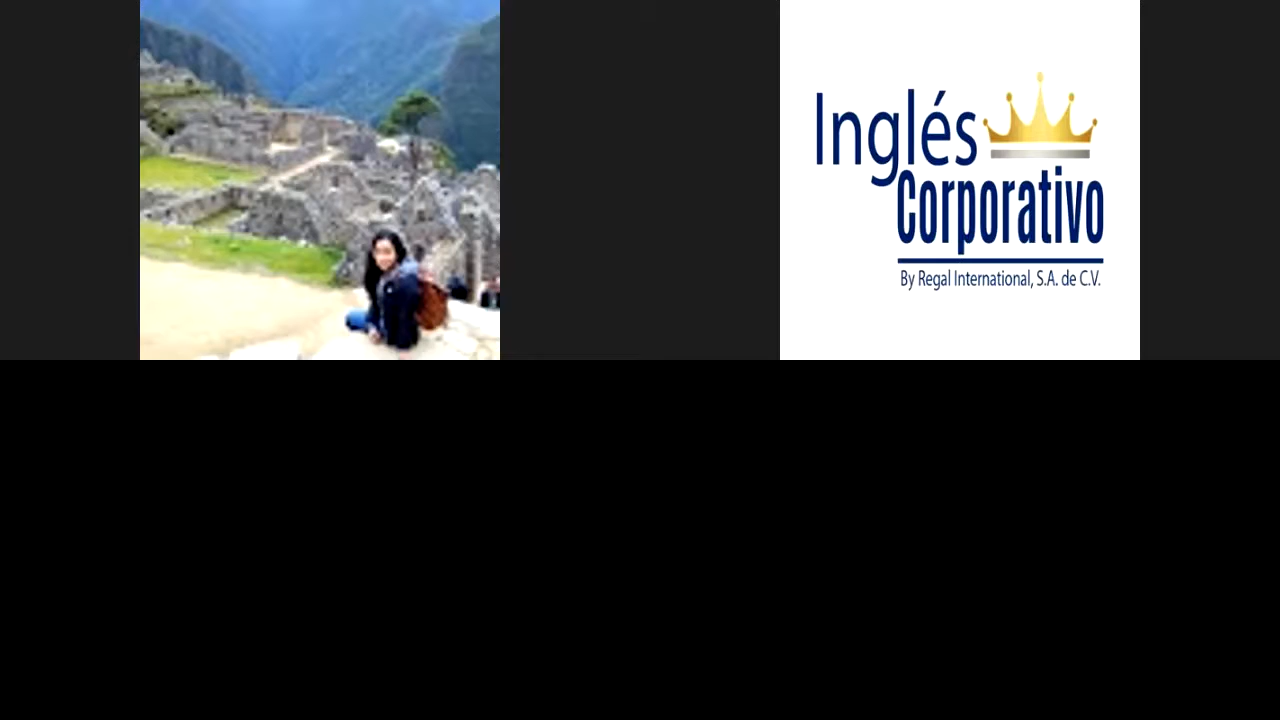 Inglés
Corporativo
By Regal International, S.A. de C.V.